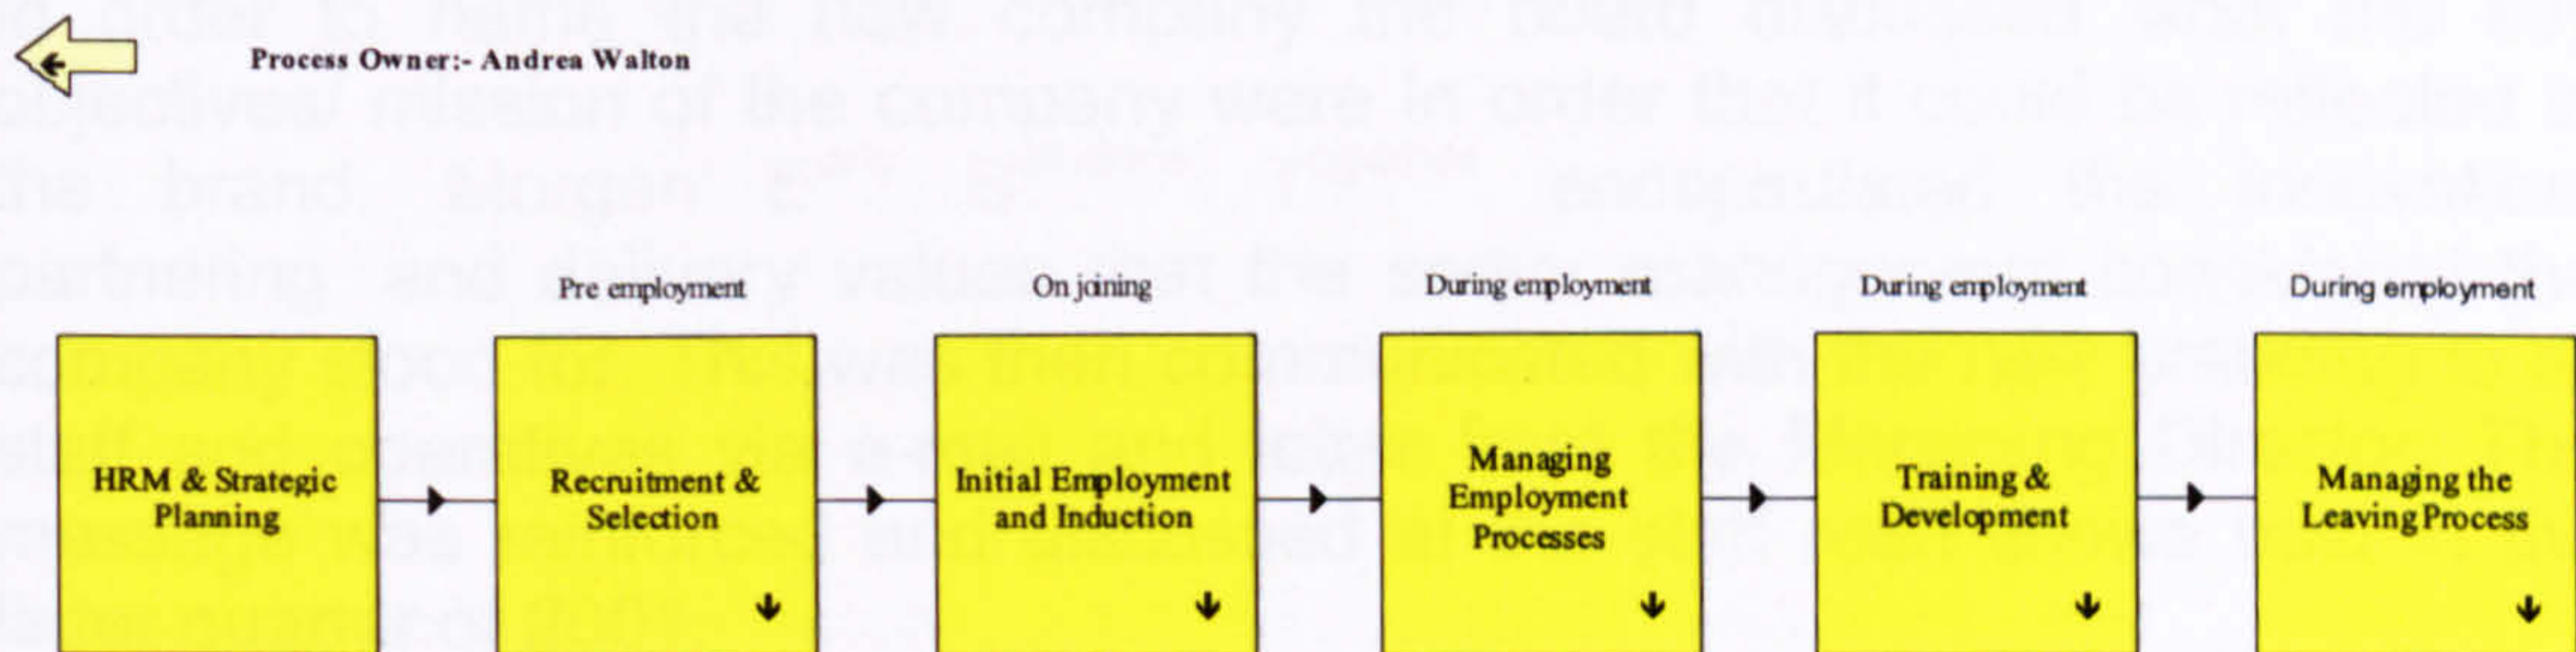 Process Owner:- Andrea Walton
Pre employment
On joining
During employment
During employment
During employment
HRM & Strategic
Planning
Recruitment &
Selection
Initial Employment
and Induction
Managing
Employment
Processes
Training &
Development
Managing the
Leaving Process